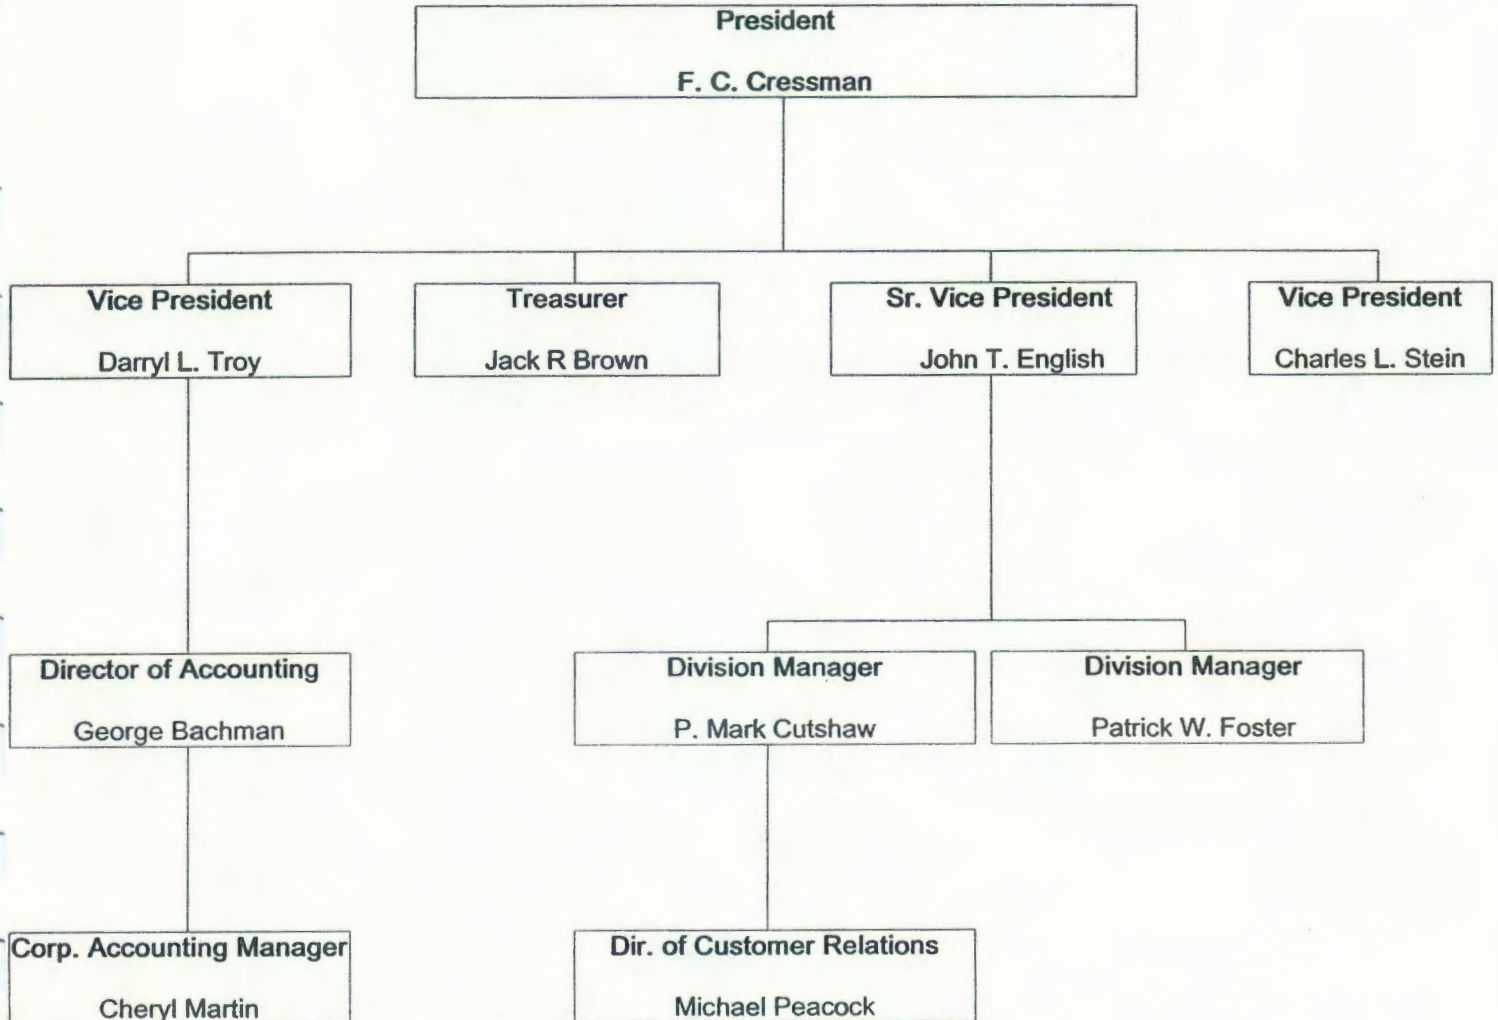 President
F. C. Cressman
Vice President
Darryl L. Troy
Treasurer
Jack R Brown
Sr. Vice President
John T. English
Vice President
Charles L. Stein
Director of Accounting
George Bachman
Division Manager
P. Mark Cutshaw
Division Manager
Patrick W. Foster
Corp. Accounting Manager
Cheryl Martin
Dir. of Customer Relations
Michael Peacock